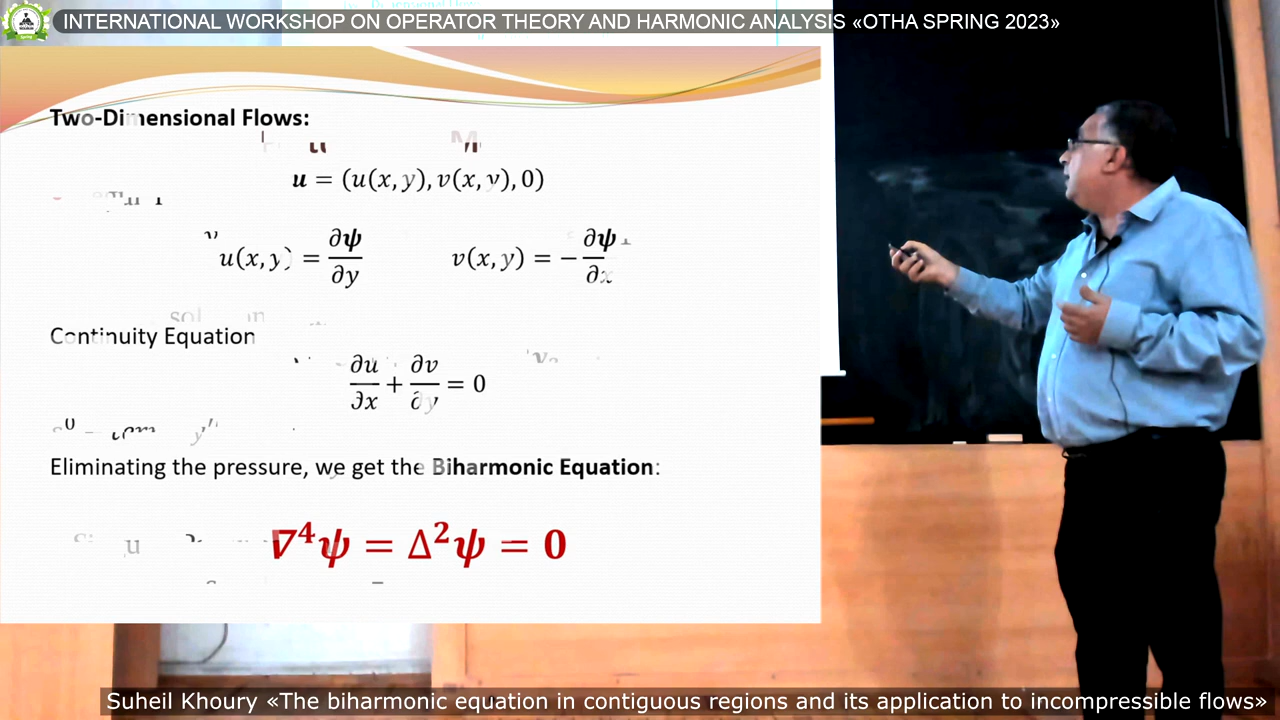 INTERNATIONAL WORKSHOP ON OPERATOR THEORY AND HARMONIC ANALYSIS «OTHA SPRING 2023»
Two-Dimensional Flows:
𝒖 = (u(x, y), v(x, y), 0)
u(x, y) = ∂𝝍/∂y v(x, y) = −∂𝝍/∂x
Continuity Equation
∂u/∂x + ∂v/∂y = 0
Eliminating the pressure, we get the Biharmonic Equation:
∇⁴ψ = Δ²ψ = 0
Suheil Khoury «The biharmonic equation in contiguous regions and its application to incompressible flows»